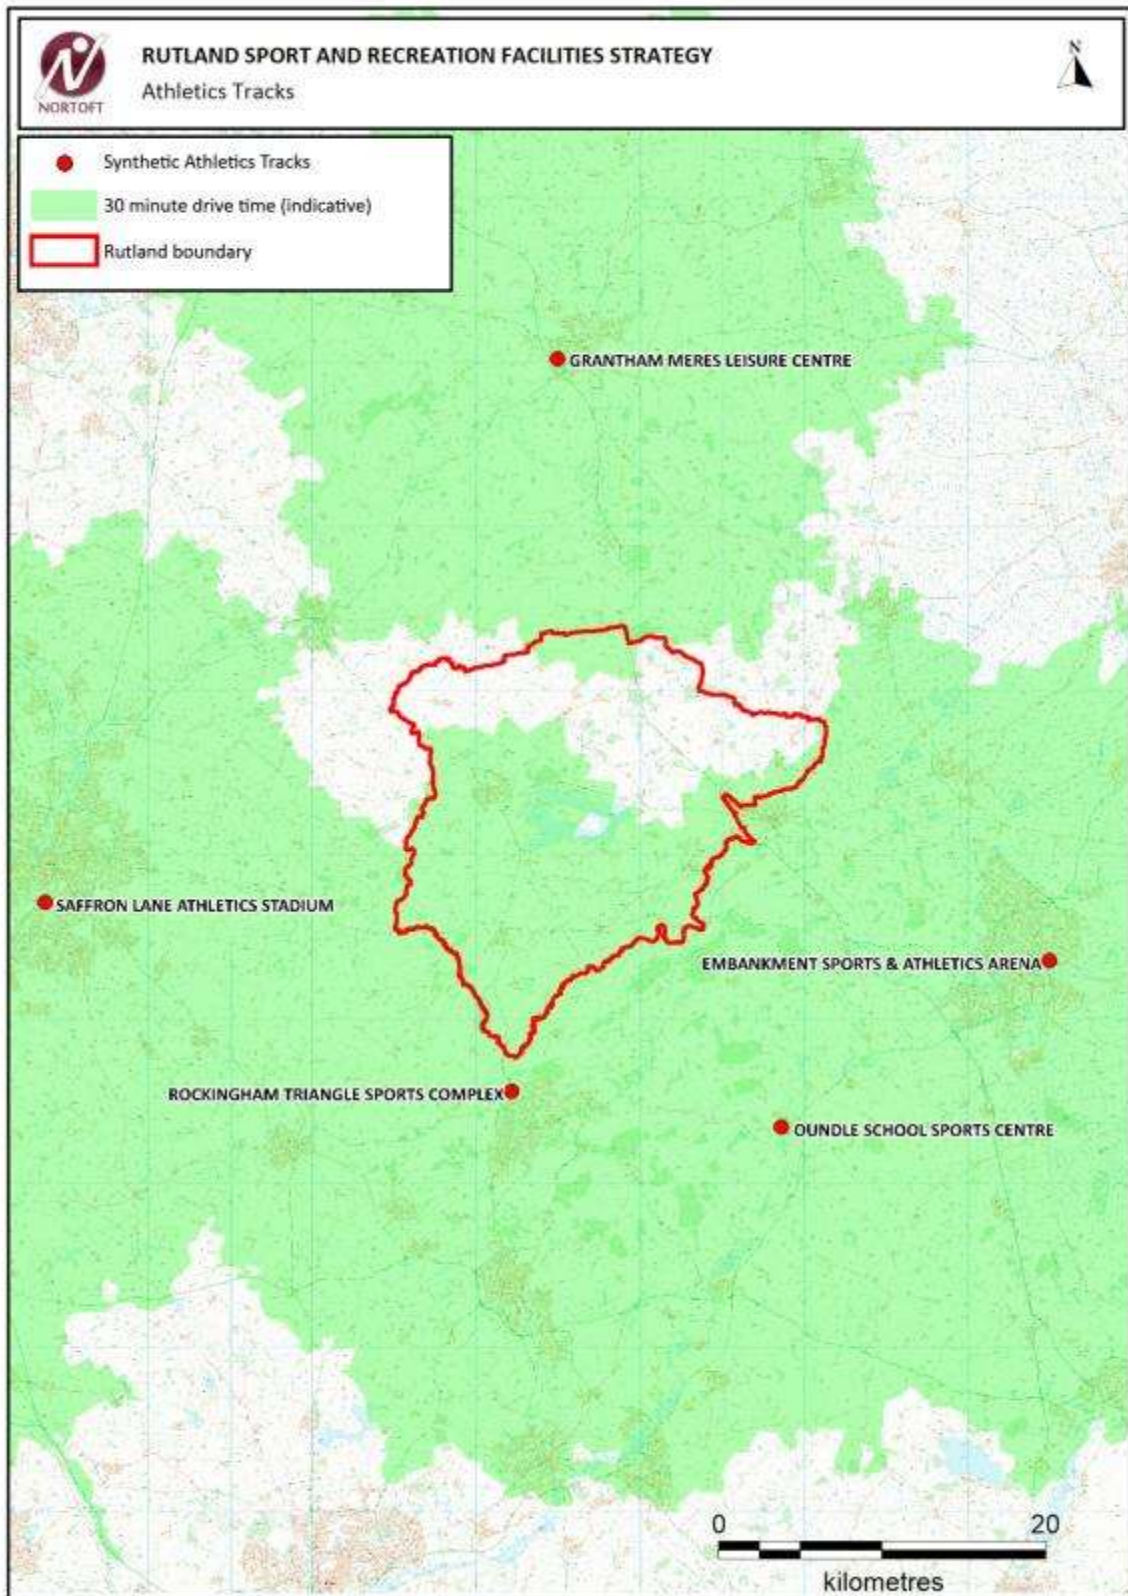 RUTLAND SPORT AND RECREATION FACILITIES STRATEGY
Athletics Tracks
NORTOFT
N
Synthetic Athletics Tracks
30 minute drive time (indicative)
Rutland boundary
GRANTHAM MERES LEISURE CENTRE
SAFFRON LANE ATHLETICS STADIUM
EMBANKMENT SPORTS & ATHLETICS ARENA
ROCKINGHAM TRIANGLE SPORTS COMPLEX
OUNDLE SCHOOL SPORTS CENTRE
0 20
kilometres